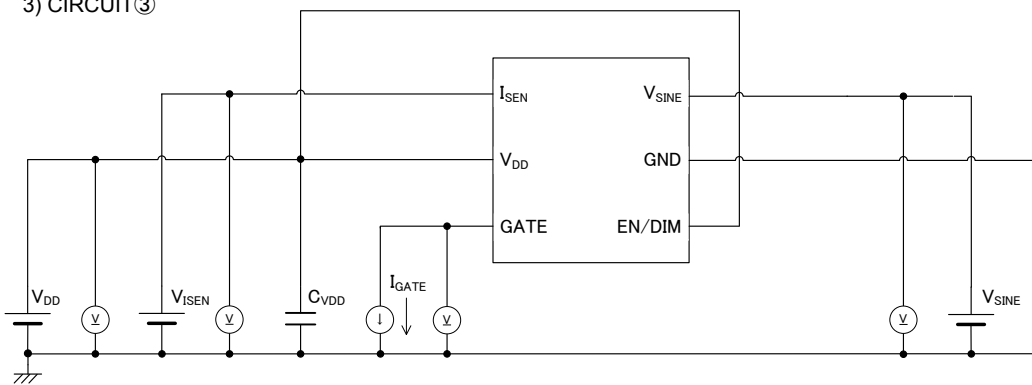 3) CIRCUIT③
ISEN
VSINE
VDD
GND
GATE
EN/DIM
VDD
VISEN
CVDD
IGATE
VSINE
V
V
I
V
V